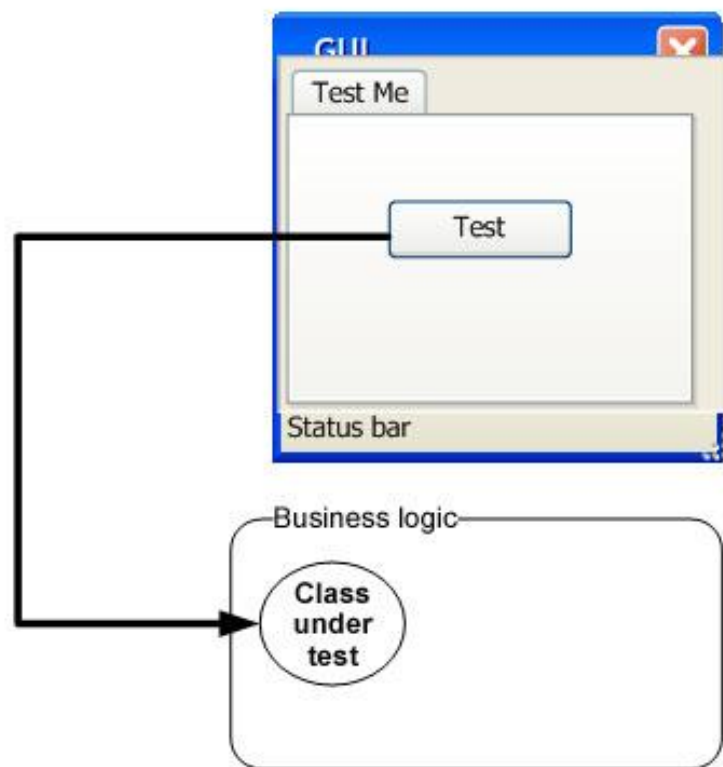 GUI
Test Me
Test
Status bar
Business logic
Class
under
test